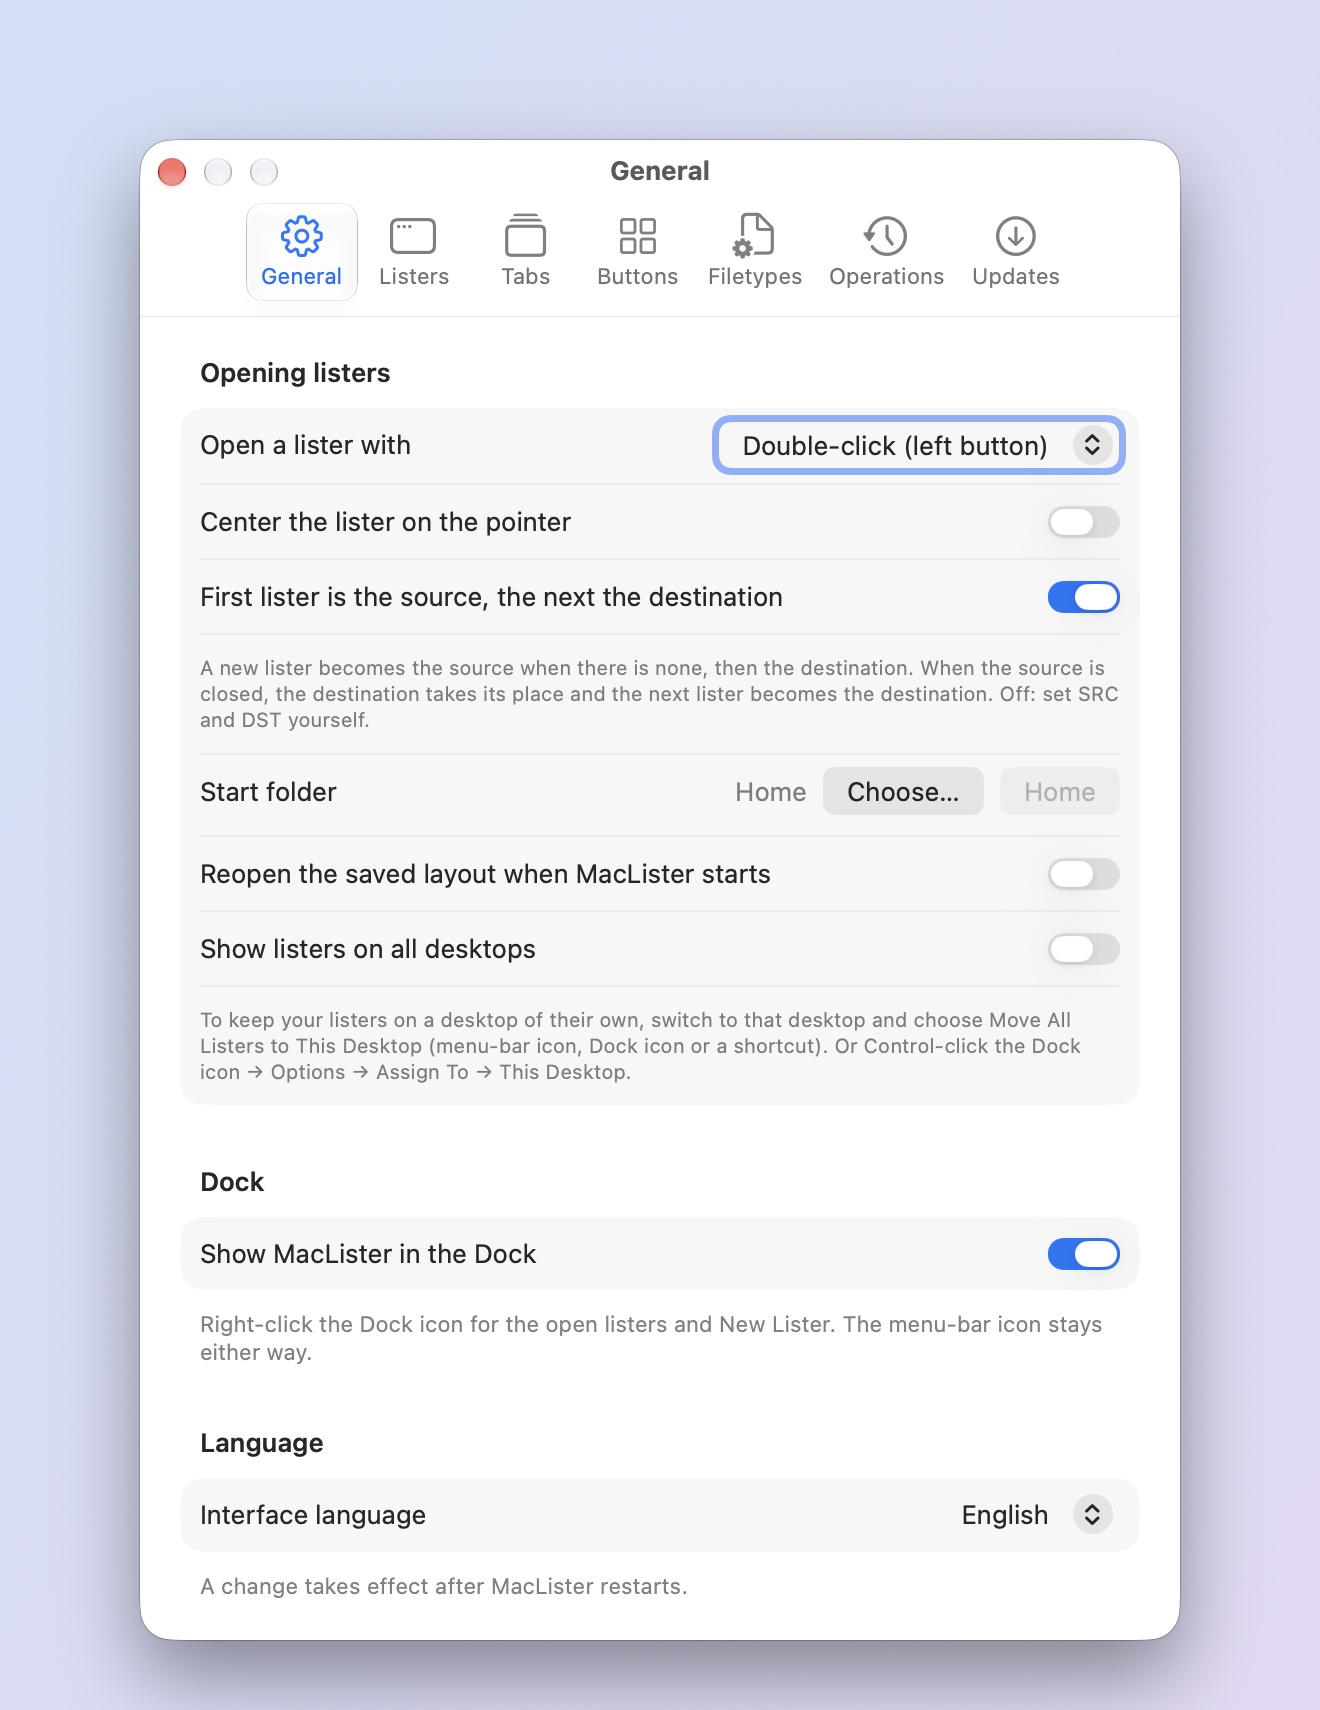 General
General
Listers
Tabs
Buttons
Filetypes
Operations
Updates
Opening listers
Open a lister with
Double-click (left button)
Center the lister on the pointer
First lister is the source, the next the destination
A new lister becomes the source when there is none, then the destination. When the source is
closed, the destination takes its place and the next lister becomes the destination. Off: set SRC
and DST yourself.
Start folder
Home
Choose...
Home
Reopen the saved layout when MacLister starts
Show listers on all desktops
To keep your listers on a desktop of their own, switch to that desktop and choose Move All
Listers to This Desktop (menu-bar icon, Dock icon or a shortcut). Or Control-click the Dock
icon → Options → Assign To → This Desktop.
Dock
Show MacLister in the Dock
Right-click the Dock icon for the open listers and New Lister. The menu-bar icon stays
either way.
Language
Interface language
English
A change takes effect after MacLister restarts.